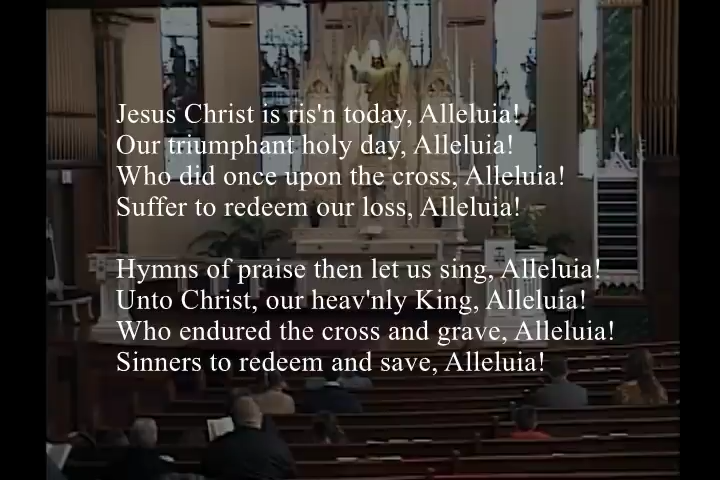 Jesus Christ is ris'n today, Alleluia!
Our triumphant holy day, Alleluia!
Who did once upon the cross, Alleluia!
Suffer to redeem our loss, Alleluia!
Hymns of praise then let us sing, Alleluia!
Unto Christ, our heav'nly King, Alleluia!
Who endured the cross and grave, Alleluia!
Sinners to redeem and save, Alleluia!